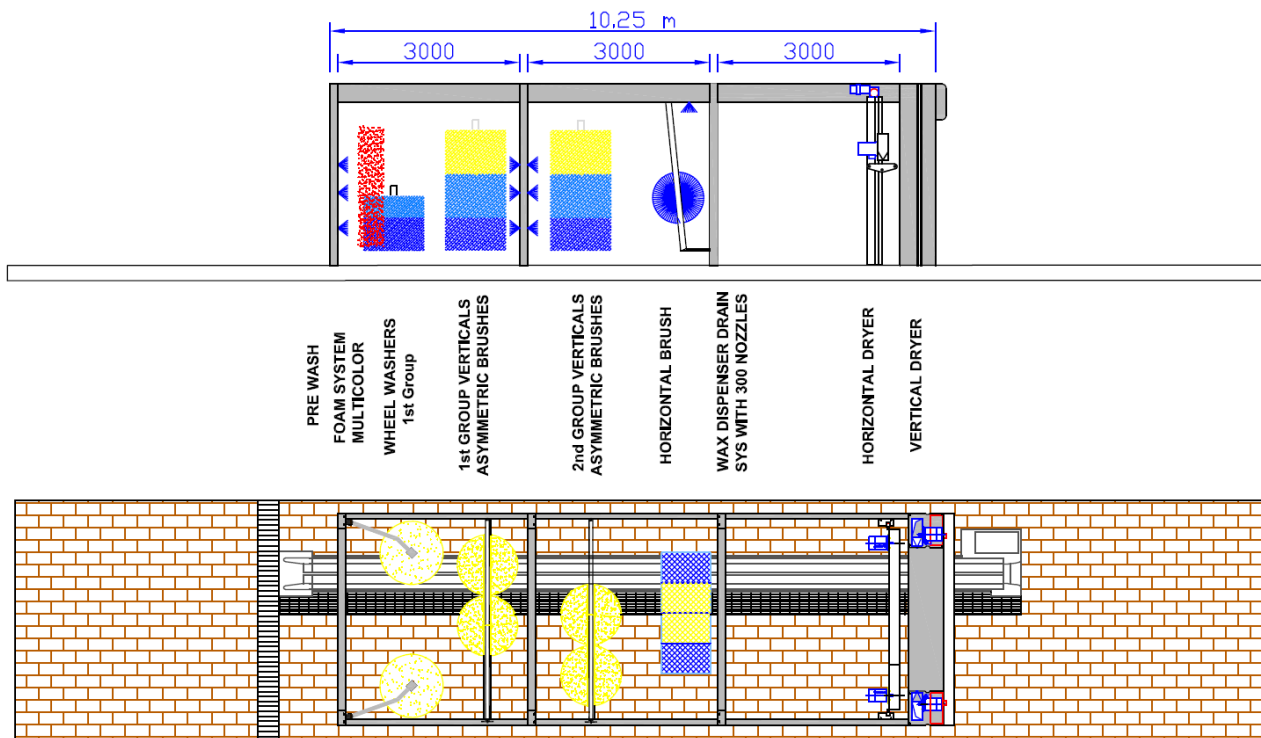 10,25 m
3000
3000
3000
PRE WASH
FOAM SYSTEM
MULTICOLOR
WHEEL WASHERS
1st Group
1st GROUP VERTICALS
ASYMMETRIC BRUSHES
2nd GROUP VERTICALS
ASYMMETRIC BRUSHES
HORIZONTAL BRUSH
WAX DISPENSER DRAIN
SYS WITH 300 NOZZLES
HORIZONTAL DRYER
VERTICAL DRYER